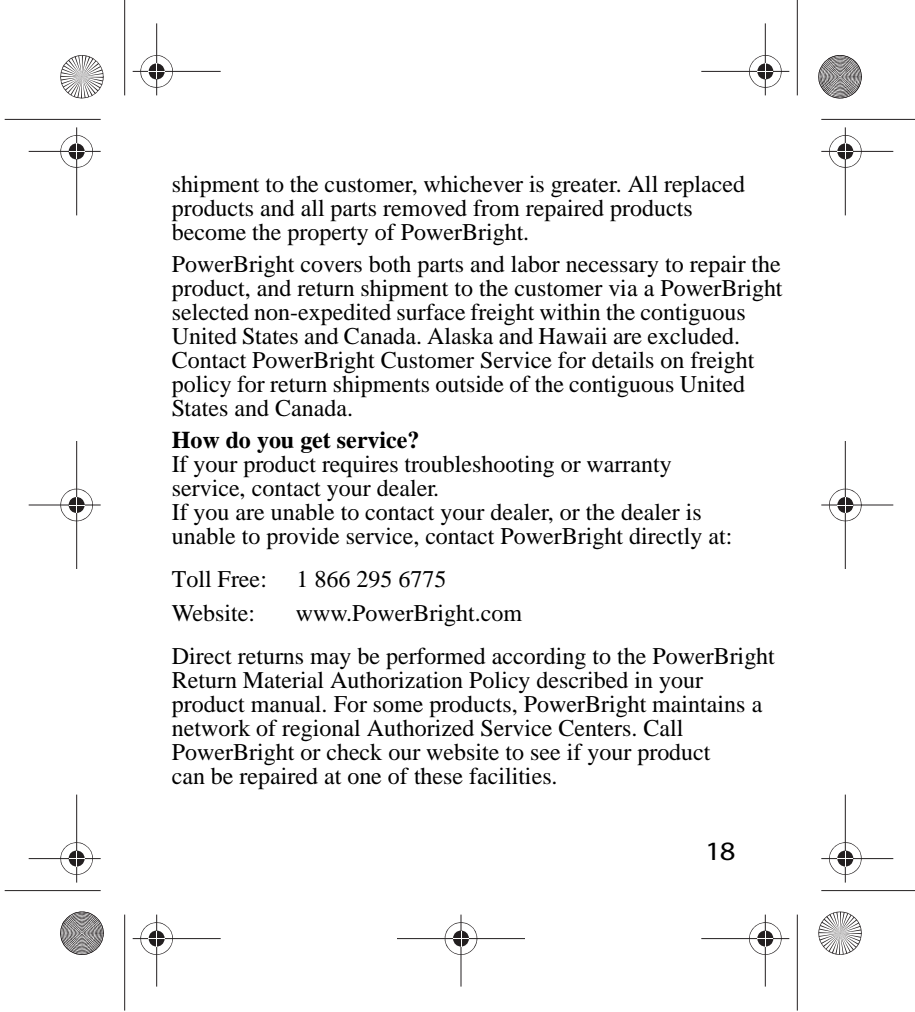 shipment to the customer, whichever is greater. All replaced
products and all parts removed from repaired products
become the property of PowerBright.
PowerBright covers both parts and labor necessary to repair the
product, and return shipment to the customer via a PowerBright
selected non-expedited surface freight within the contiguous
United States and Canada. Alaska and Hawaii are excluded.
Contact PowerBright Customer Service for details on freight
policy for return shipments outside of the contiguous United
States and Canada.
How do you get service?
If your product requires troubleshooting or warranty
service, contact your dealer.
If you are unable to contact your dealer, or the dealer is
unable to provide service, contact PowerBright directly at:
Toll Free: 1 866 295 6775
Website: www.PowerBright.com
Direct returns may be performed according to the PowerBright
Return Material Authorization Policy described in your
product manual. For some products, PowerBright maintains a
network of regional Authorized Service Centers. Call
PowerBright or check our website to see if your product
can be repaired at one of these facilities.
18